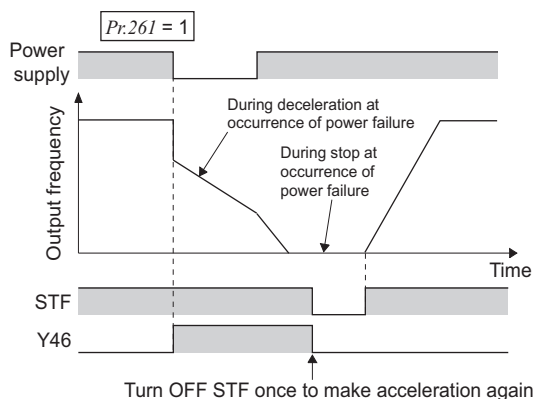 Pr.261 = 1
Power
supply
During deceleration at
occurrence of power failure
During stop at
occurrence of
power failure
Output frequency
Time
STF
Y46
Turn OFF STF once to make acceleration again